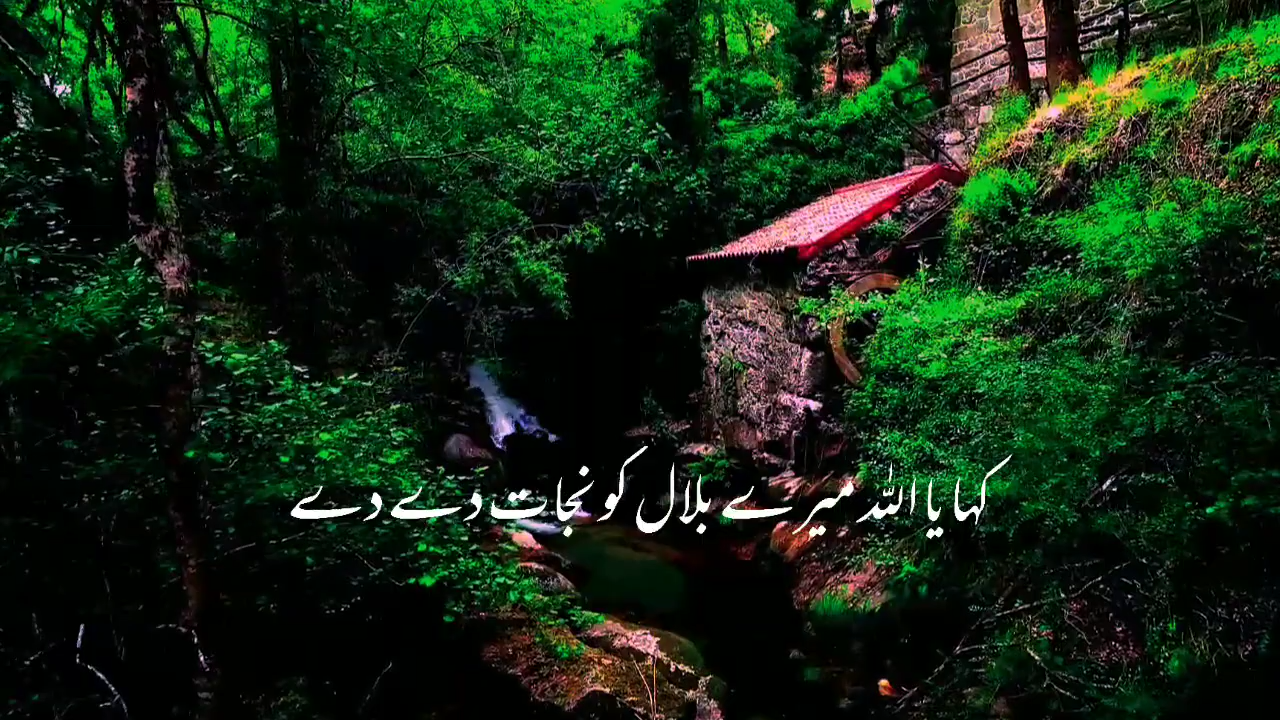 کہا یا اللہ میرے بلال کو نجات دے دے